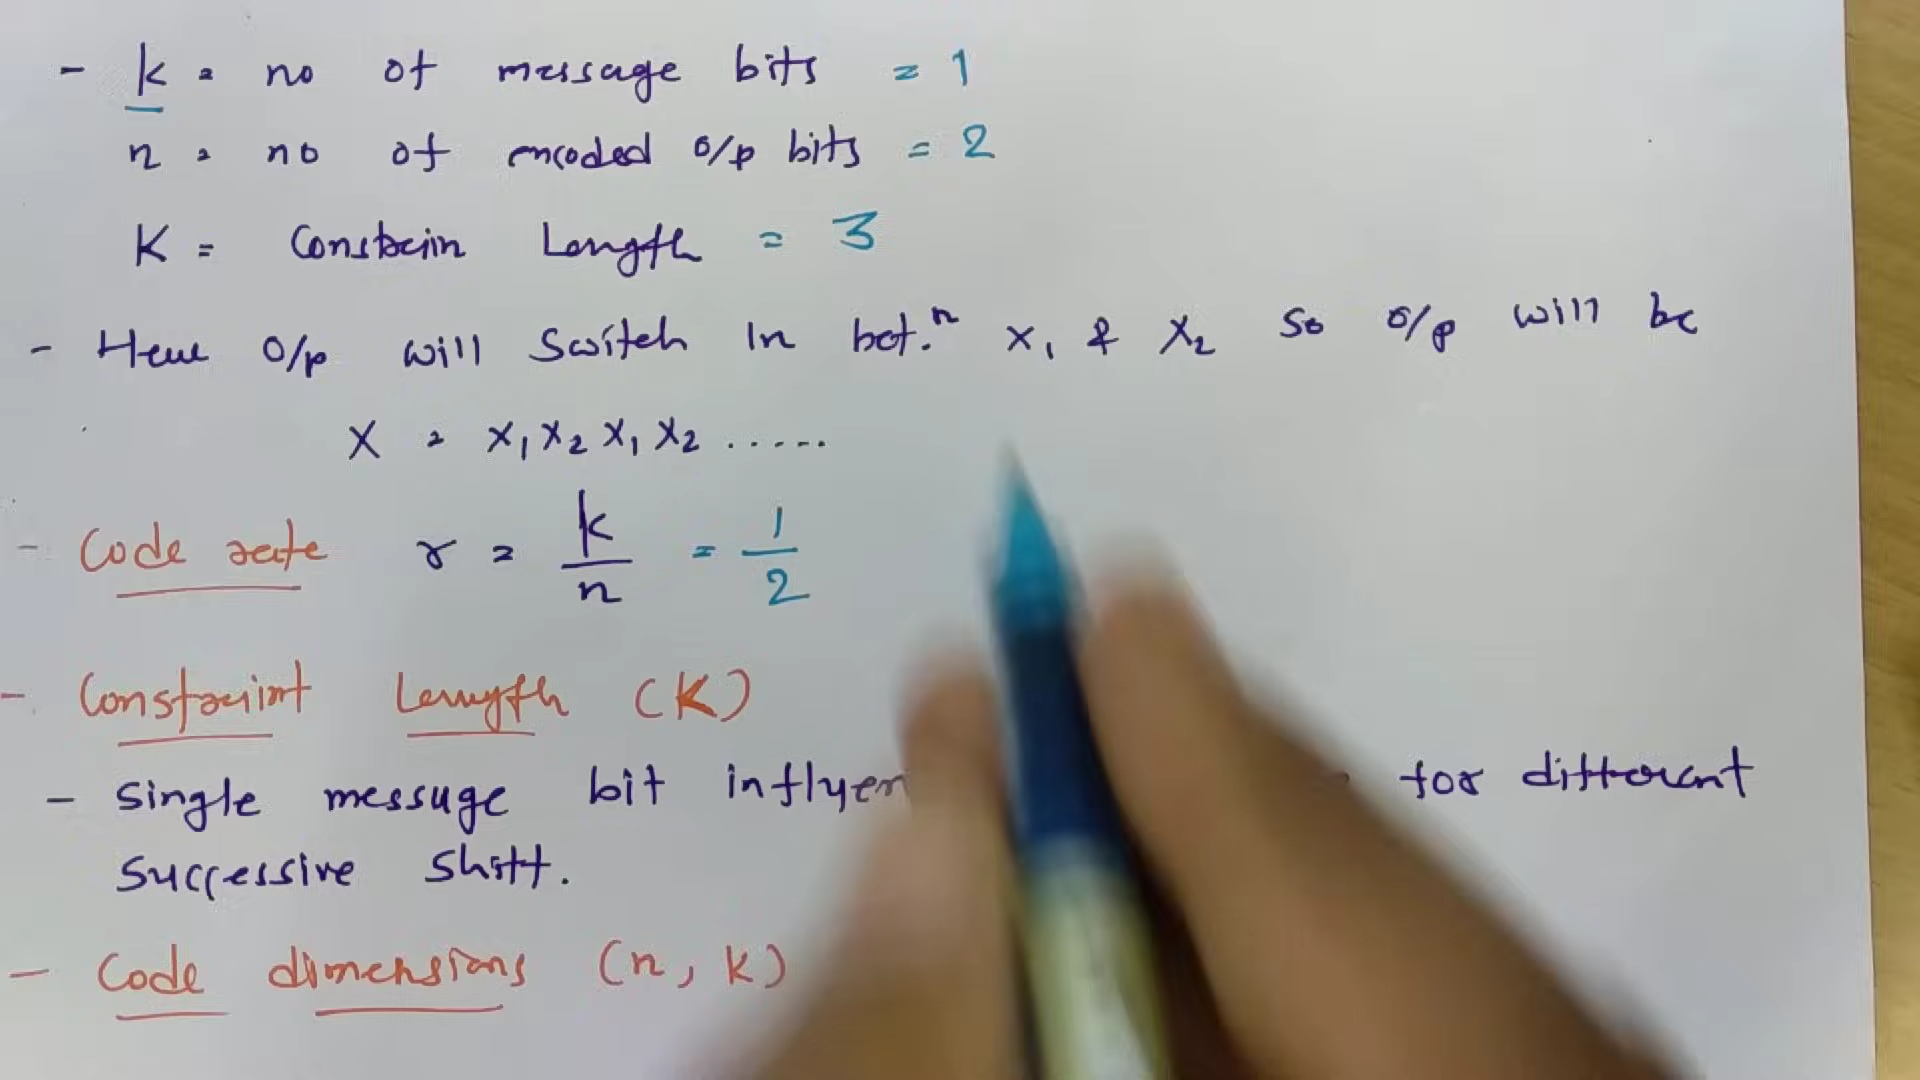 - k = no of message bits = 1
n = no of encoded o/p bits = 2
K = Constrain Length = 3
- Here o/p will switch in bet.n x1 & x2 so o/p will be
X = x1 x2 x1 x2 .....
- Code rate r = k/n = 1/2
- Constraint Length (K)
- Single message bit for different
successive shift.
- Code dimensions (n, k)